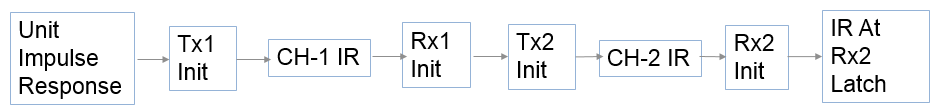 Unit
Impulse
Response
Tx1
Init
CH-1 IR
Rx1
Init
Tx2
Init
CH-2 IR
Rx2
Init
IR At
Rx2
Latch